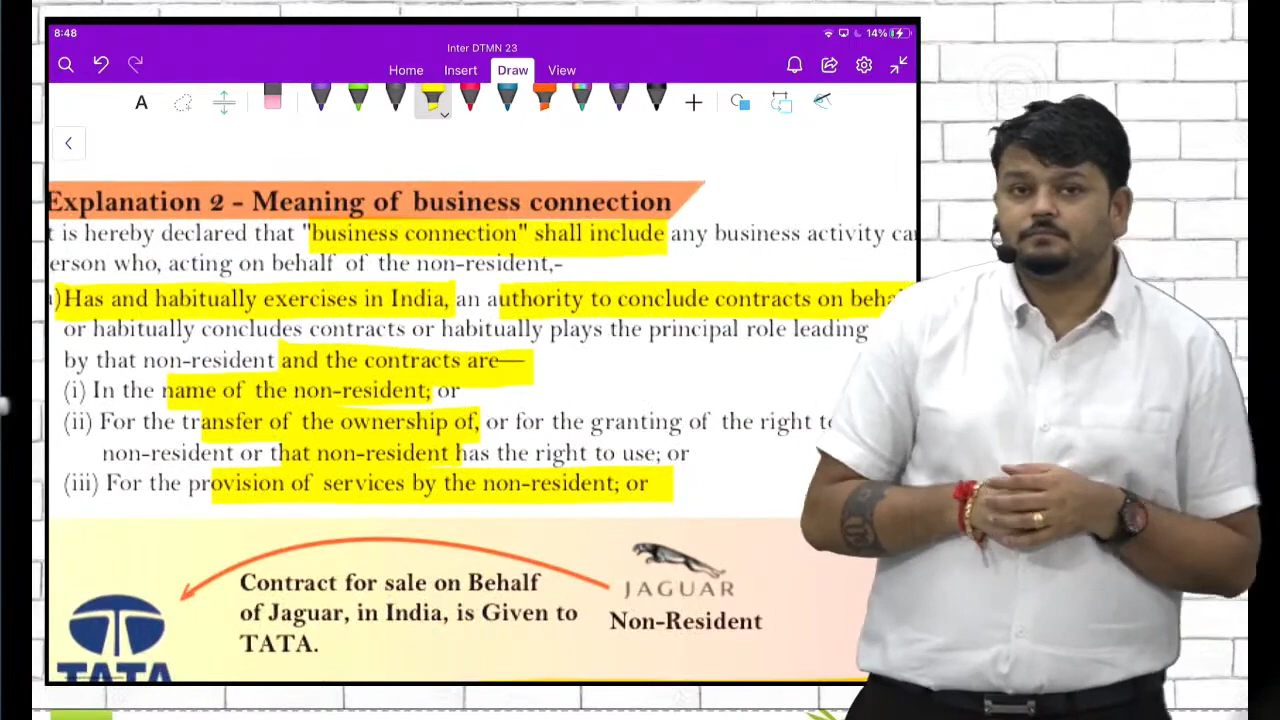 8:48
14%
Inter DTMN 23
Home Insert Draw View
A
Explanation 2 - Meaning of business connection
t is hereby declared that "business connection" shall include any business activity
erson who, acting on behalf of the non-resident,-
Has and habitually exercises in India, an authority to conclude contracts on
or habitually concludes contracts or habitually plays the principal role leading
by that non-resident and the contracts are—
(i) In the name of the non-resident; or
(ii) For the transfer of the ownership of, or for the granting of the right
non-resident or that non-resident has the right to use; or
(iii) For the provision of services by the non-resident; or
Contract for sale on Behalf
of Jaguar, in India, is Given to
TATA.
JAGUAR
Non-Resident
TATA